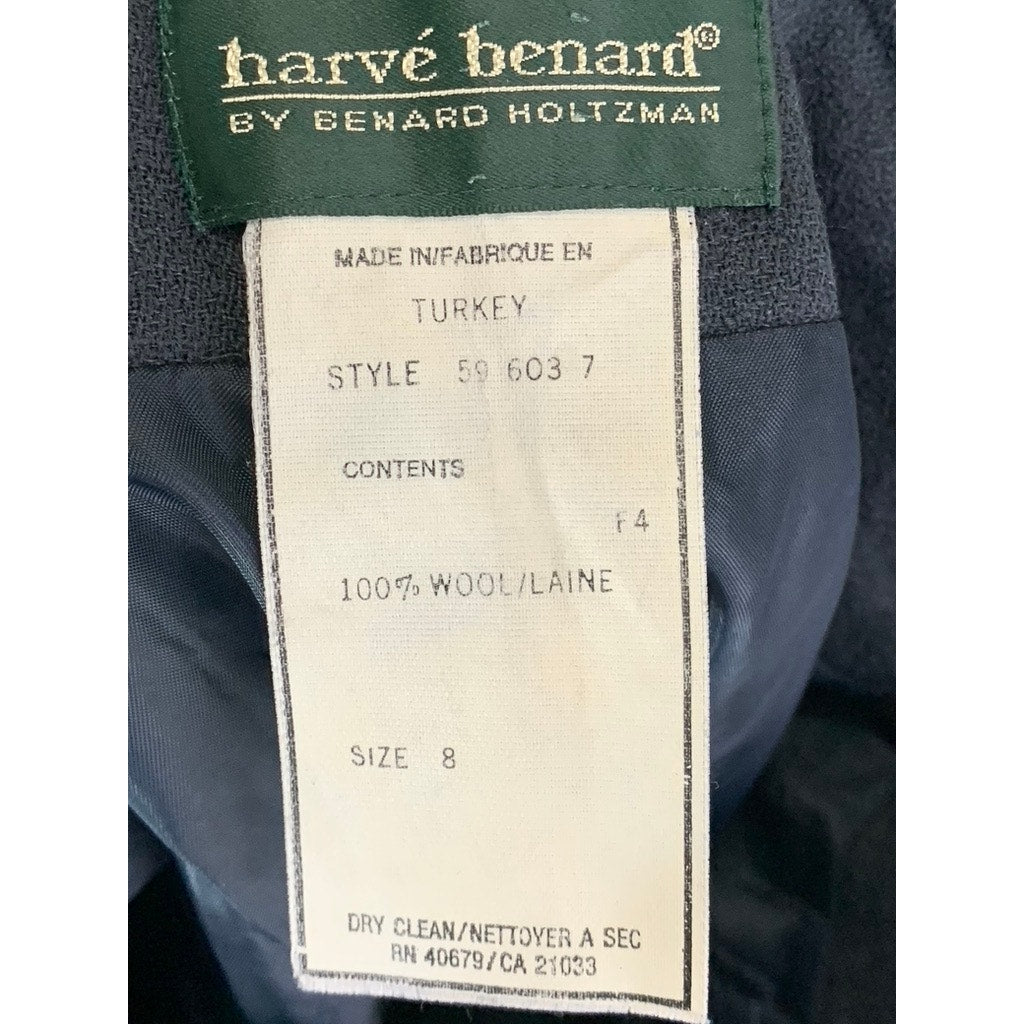 harvé benard®
BY BENARD HOLTZMAN
MADE IN/FABRIQUE EN
TURKEY
STYLE 59 603 7
CONTENTS
F4
100% WOOL/LAINE
SIZE 8
DRY CLEAN/NETTOYER A SEC
RN 40679/CA 21033